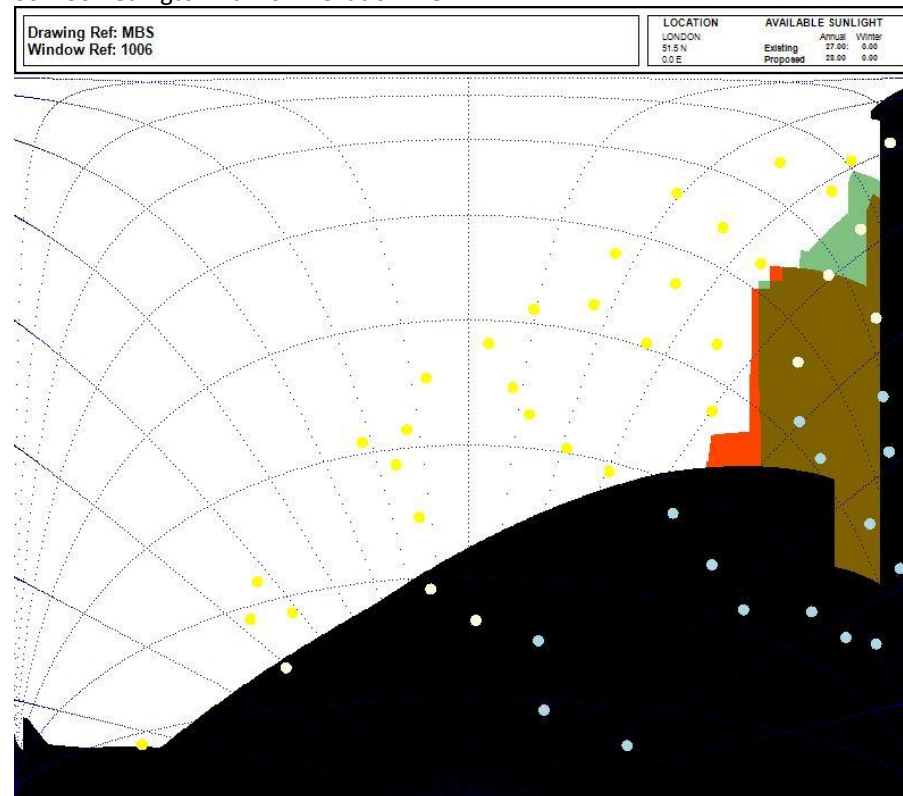 Drawing Ref: MBS
Window Ref: 1006
LOCATION
LONDON
51.5 N
0.0 E
AVAILABLE SUNLIGHT
Annual Winter
Existing 27.00: 0.00
Proposed 28.00 0.00